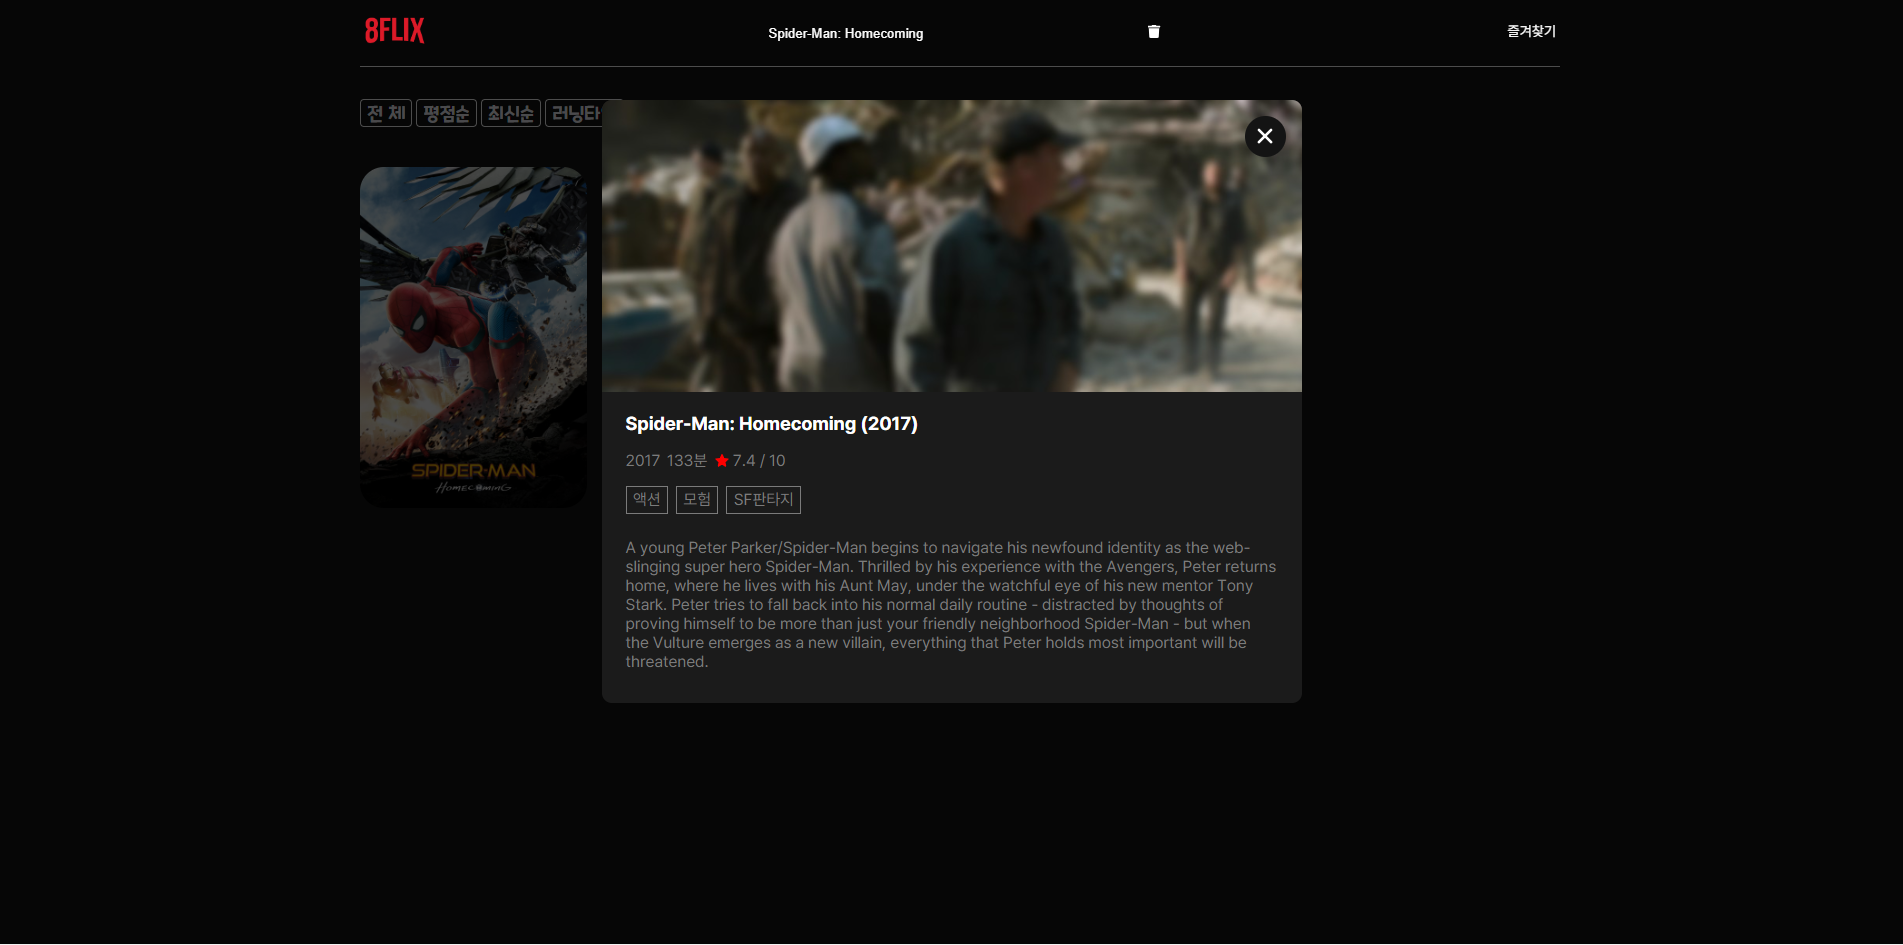 8FLIX
Spider-Man: Homecoming
즐겨찾기
전 체
평점순
최신순
러닝타
SPIDER-MAN
HOMECOMING
Spider-Man: Homecoming (2017)
2017 133분 ★ 7.4 / 10
액션
모험
SF판타지
A young Peter Parker/Spider-Man begins to navigate his newfound identity as the web-
slinging super hero Spider-Man. Thrilled by his experience with the Avengers, Peter returns
home, where he lives with his Aunt May, under the watchful eye of his new mentor Tony
Stark. Peter tries to fall back into his normal daily routine - distracted by thoughts of
proving himself to be more than just your friendly neighborhood Spider-Man - but when
the Vulture emerges as a new villain, everything that Peter holds most important will be
threatened.